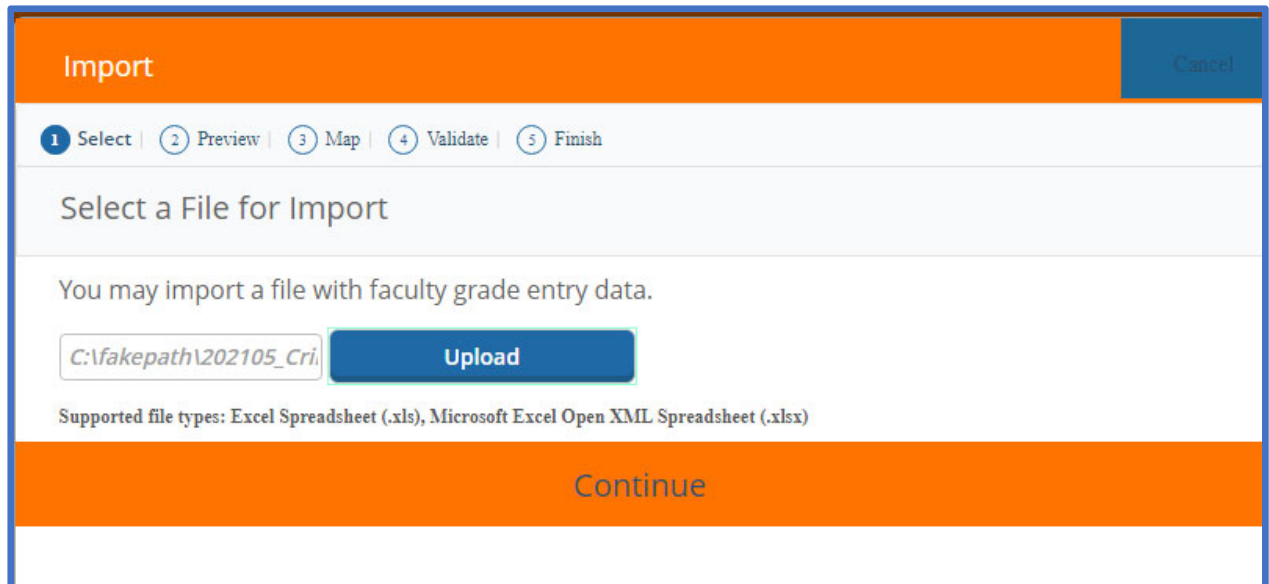 Import
Cancel
1 Select | 2 Preview | 3 Map | 4 Validate | 5 Finish
Select a File for Import
You may import a file with faculty grade entry data.
C:\fakepath\202105_Cri Upload
Supported file types: Excel Spreadsheet (.xls), Microsoft Excel Open XML Spreadsheet (.xlsx)
Continue